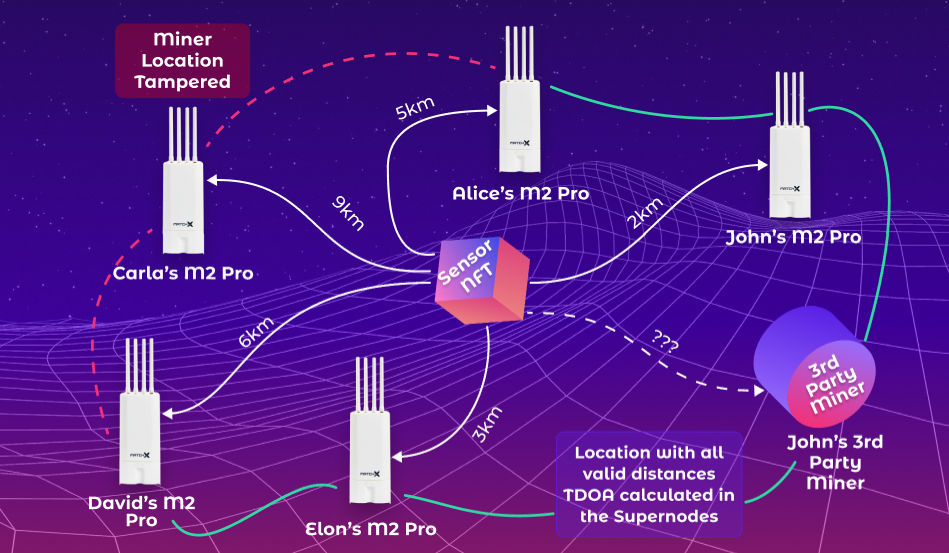 Miner
Location
Tampered
5km
Alice's M2 Pro
2km
John's M2 Pro
9km
Carla's M2 Pro
Sensor
NFT
6km
???
3rd
Party
Miner
John's 3rd
Party
Miner
3km
David's M2
Pro
Elon's M2 Pro
Location with all
valid distances
TDOA calculated in
the Supernodes
MATCHX
MATCHX
MATCHX
MATCHX
MATCHX